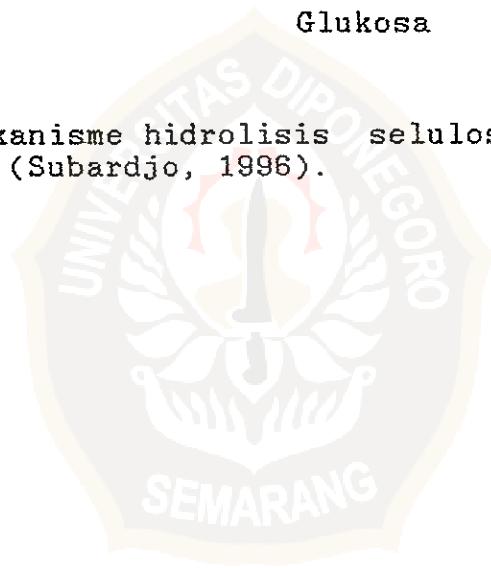 Glukosa
kanisme hidrolisis selulos
(Subardjo, 1996).
UNIVERSITAS DIPONEGORO
SEMARANG